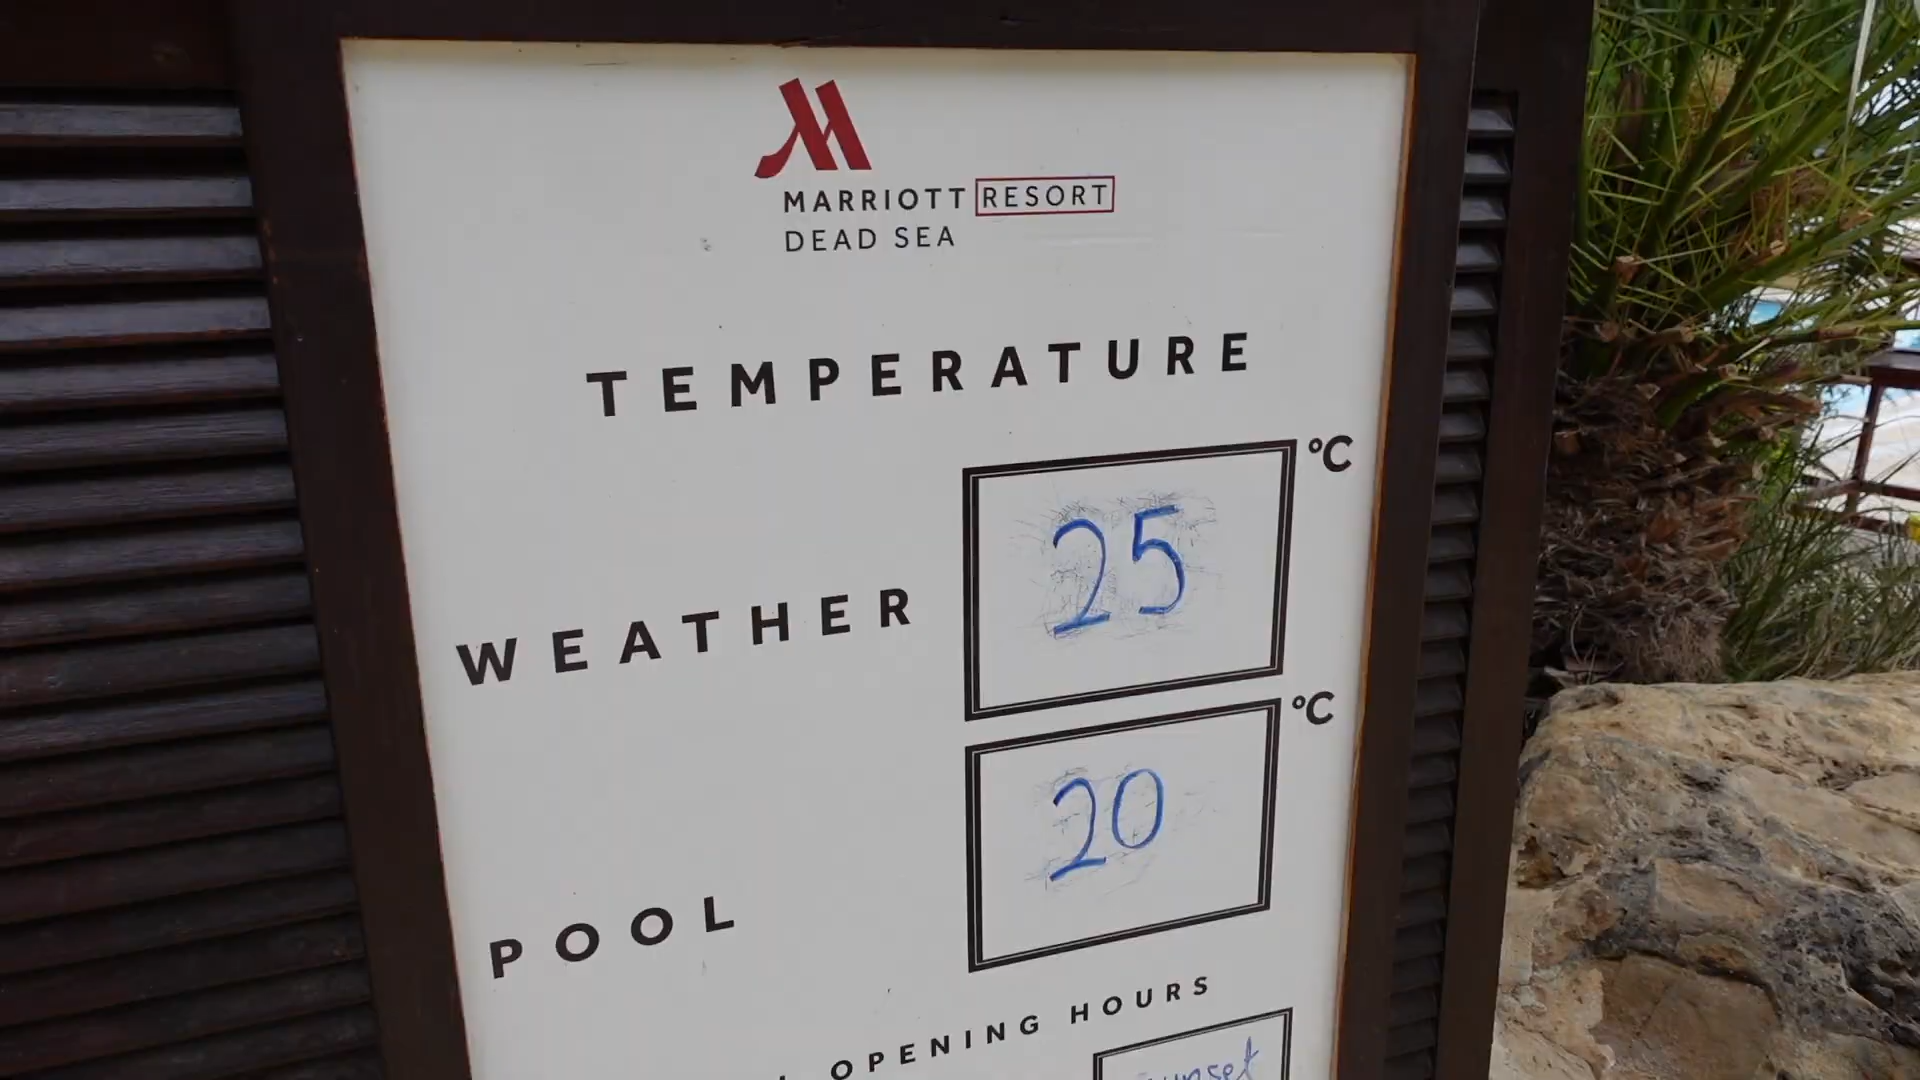 MARRIOTT RESORT
DEAD SEA
TEMPERATURE
°C
WEATHER 25
°C
POOL 20
OPENING HOURS